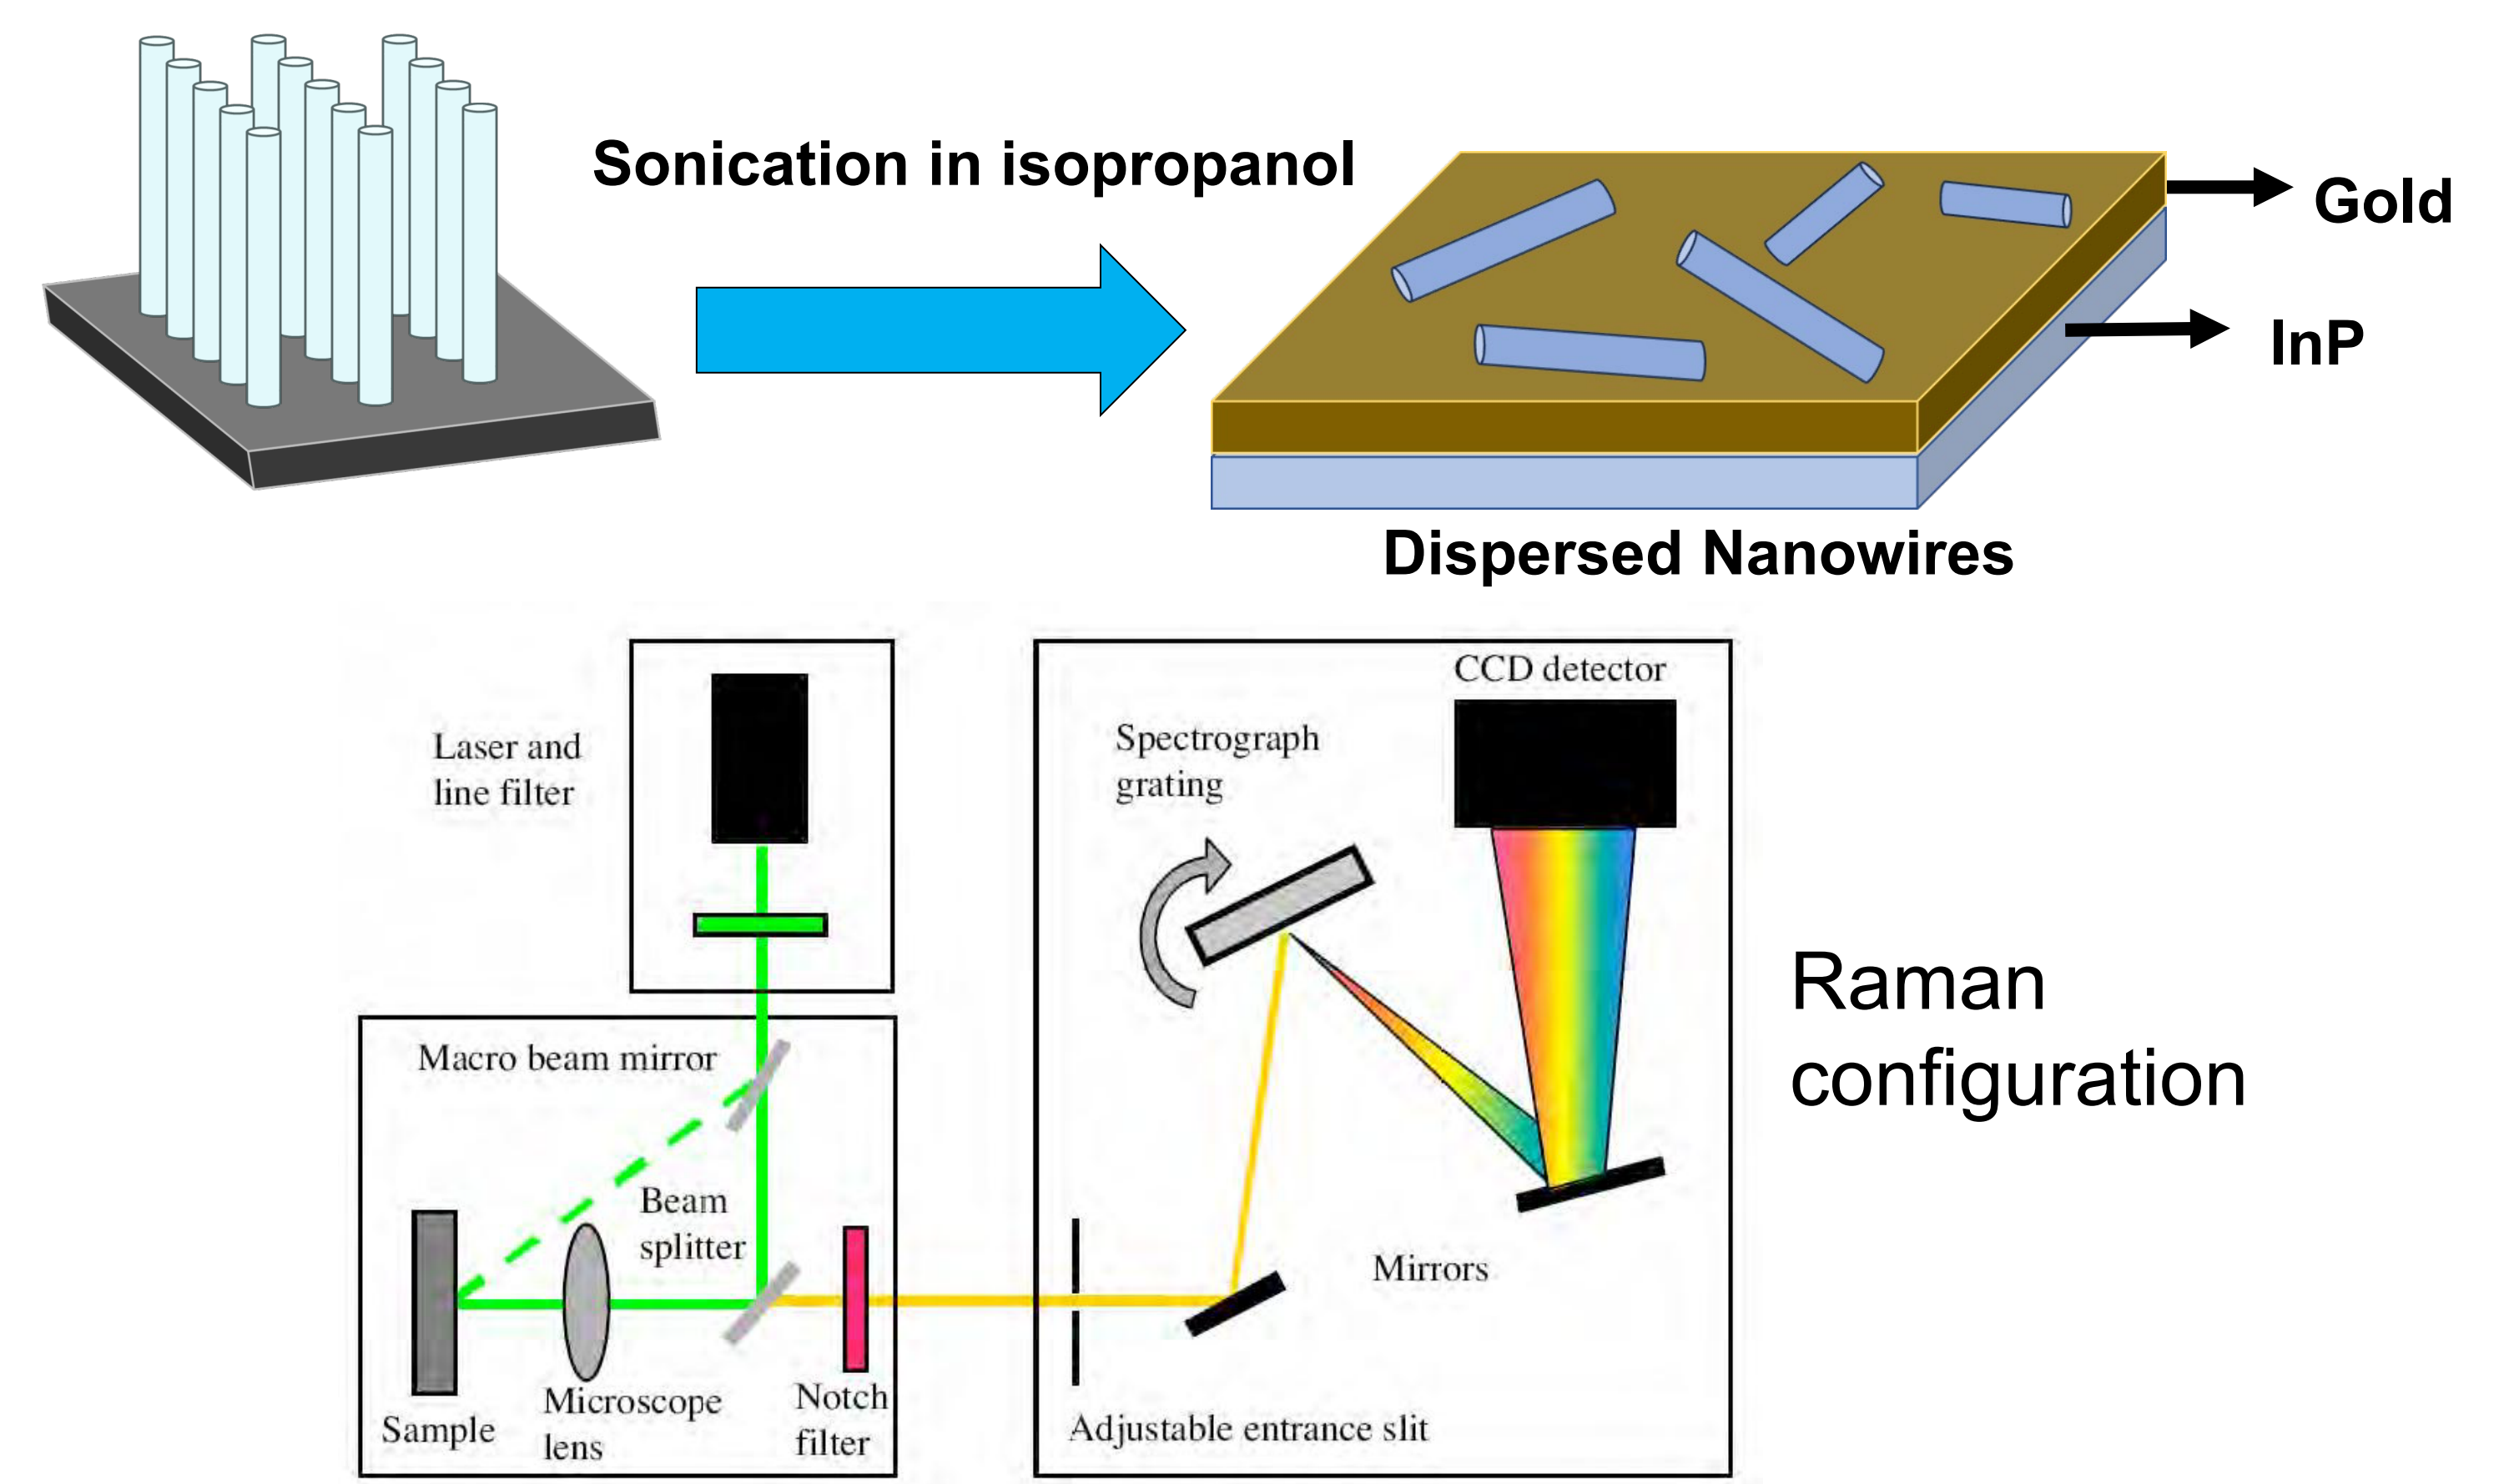 Sonication in isopropanol
Gold
InP
Dispersed Nanowires
CCD detector
Laser and
line filter
Spectrograph
grating
Raman
configuration
Macro beam mirror
Beam
splitter
Mirrors
Sample
Microscope
lens
Notch
filter
Adjustable entrance slit